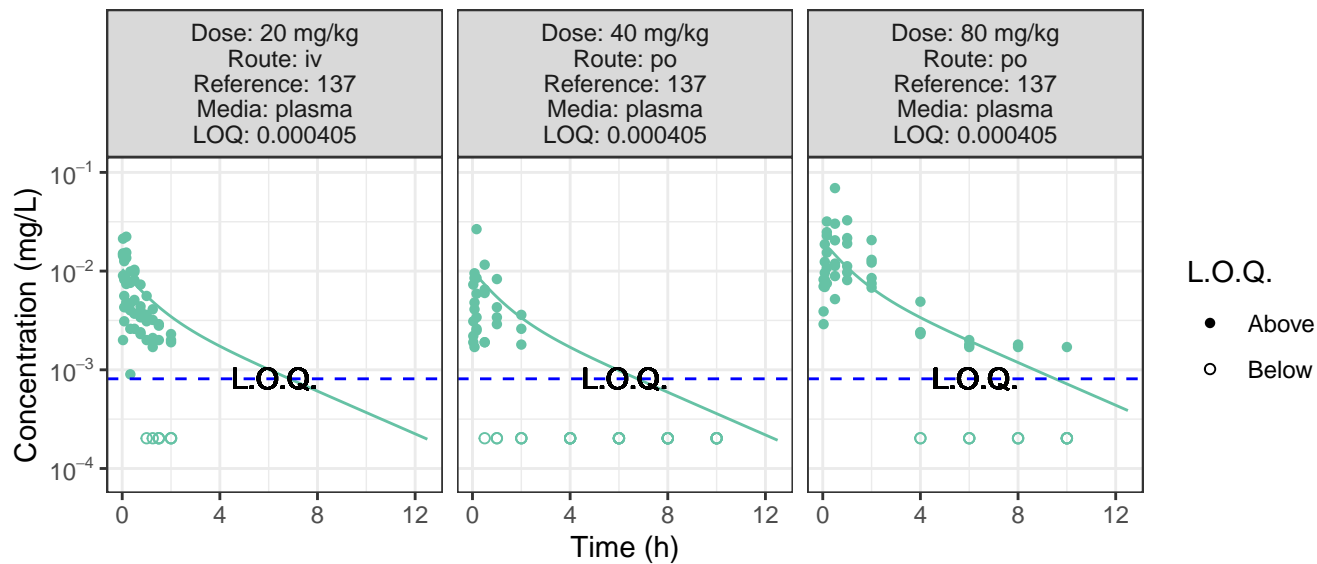 Dose: 20 mg/kg
Route: iv
Reference: 137
Media: plasma
LOQ: 0.000405
Dose: 40 mg/kg
Route: po
Reference: 137
Media: plasma
LOQ: 0.000405
Dose: 80 mg/kg
Route: po
Reference: 137
Media: plasma
LOQ: 0.000405
Concentration (mg/L)
10⁻¹
10⁻²
10⁻³
10⁻⁴
L.O.Q.
L.O.Q.
L.O.Q.
0 4 8 12
0 4 8 12
0 4 8 12
Time (h)
L.O.Q.
Above
Below